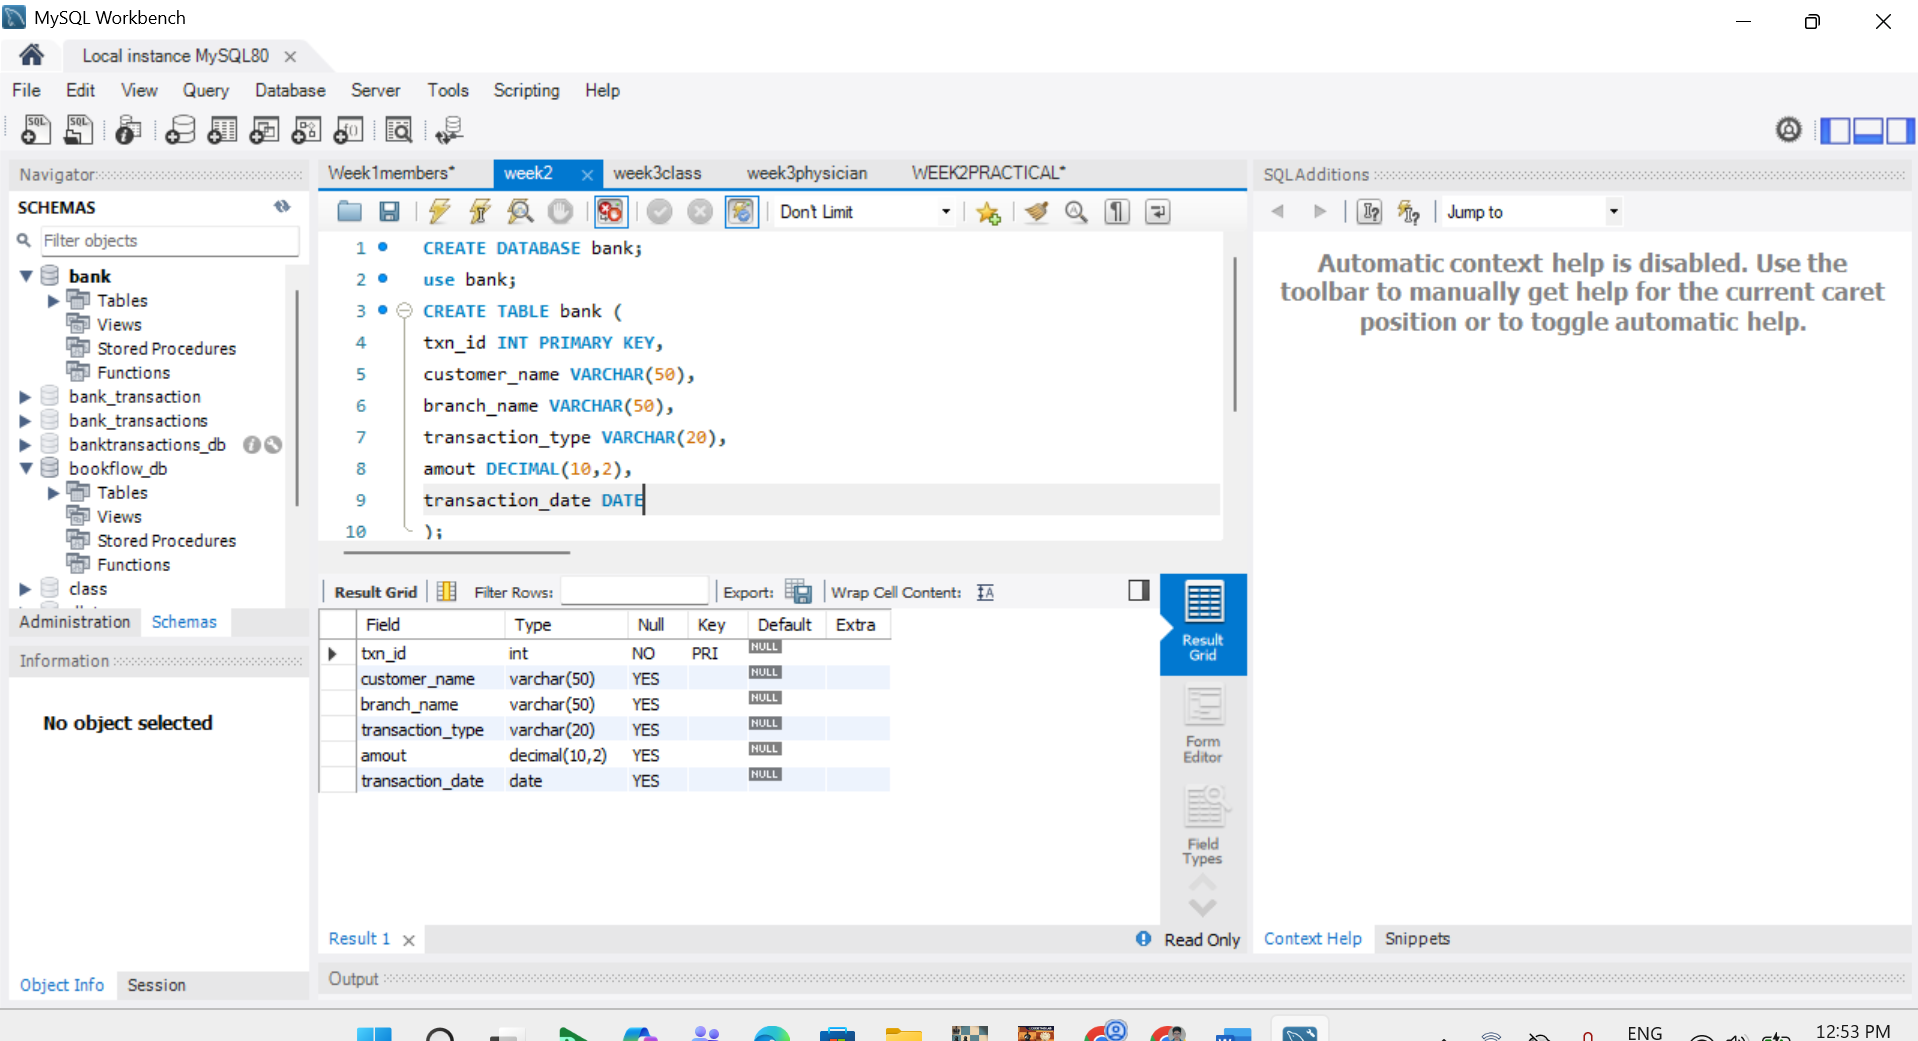 MySQL Workbench
Local instance MySQL80
File Edit View Query Database Server Tools Scripting Help
Navigator
SCHEMAS
Filter objects
bank
Tables
Views
Stored Procedures
Functions
bank_transaction
bank_transactions
banktransactions_db
bookflow_db
Tables
Views
Stored Procedures
Functions
class
Administration Schemas
Information
No object selected
Object Info Session
Week1members* week2 week3class week3physician WEEK2PRACTICAL*
Don't Limit
1 CREATE DATABASE bank;
2 use bank;
3 CREATE TABLE bank (
4 txn_id INT PRIMARY KEY,
5 customer_name VARCHAR(50),
6 branch_name VARCHAR(50),
7 transaction_type VARCHAR(20),
8 amout DECIMAL(10,2),
9 transaction_date DATE
10 );
Result Grid Filter Rows: Export: Wrap Cell Content:
Field Type Null Key Default Extra
txn_id int NO PRI NULL
customer_name varchar(50) YES NULL
branch_name varchar(50) YES NULL
transaction_type varchar(20) YES NULL
amout decimal(10,2) YES NULL
transaction_date date YES NULL
Result
Grid
Form
Editor
Field
Types
Result 1
Read Only
Output
SQLAdditions
Jump to
Automatic context help is disabled. Use the
toolbar to manually get help for the current caret
position or to toggle automatic help.
Context Help Snippets
ENG
12:53 PM